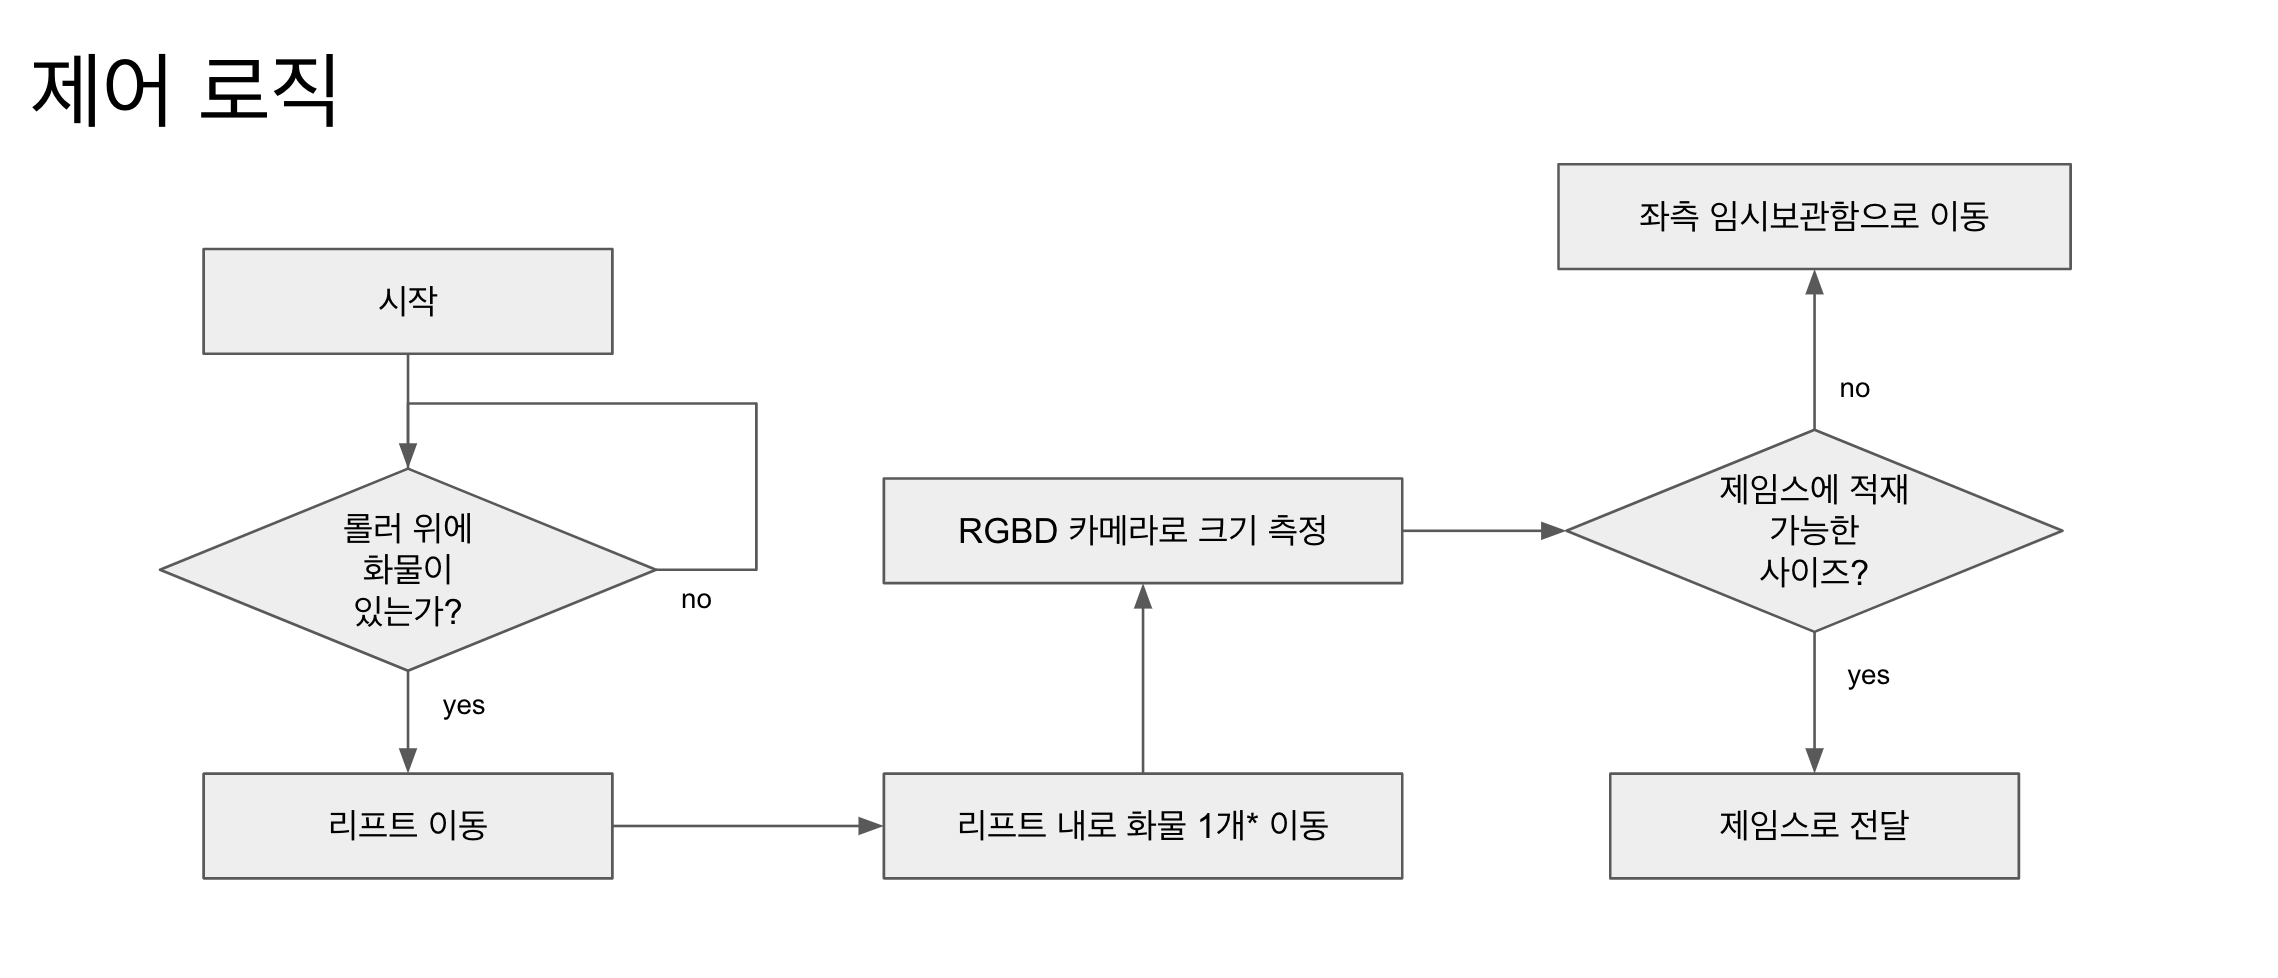 제어 로직
시작
롤러 위에
화물이
있는가?
no
yes
리프트 이동
리프트 내로 화물 1개* 이동
RGBD 카메라로 크기 측정
제임스에 적재
가능한
사이즈?
no
좌측 임시보관함으로 이동
yes
제임스로 전달